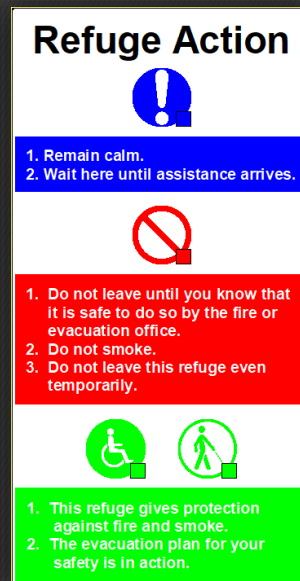 Refuge Action
1. Remain calm.
2. Wait here until assistance arrives.
1. Do not leave until you know that
it is safe to do so by the fire or
evacuation office.
2. Do not smoke.
3. Do not leave this refuge even
temporarily.
1. This refuge gives protection
against fire and smoke.
2. The evacuation plan for your
safety is in action.